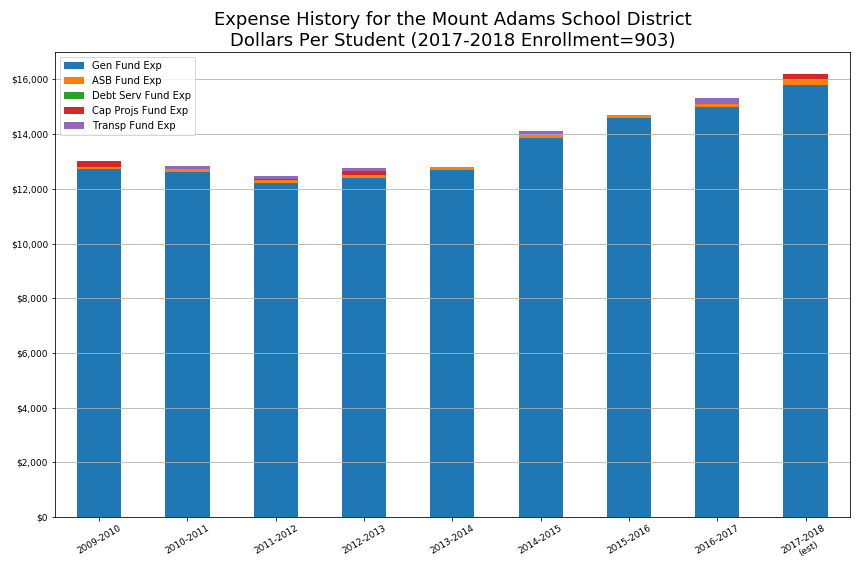 Expense History for the Mount Adams School District
Dollars Per Student (2017-2018 Enrollment=903)
Gen Fund Exp
ASB Fund Exp
Debt Serv Fund Exp
Cap Projs Fund Exp
Transp Fund Exp
$16,000
$14,000
$12,000
$10,000
$8,000
$6,000
$4,000
$2,000
$0
2009-2010
2010-2011
2011-2012
2012-2013
2013-2014
2014-2015
2015-2016
2016-2017
2017-2018
(est)